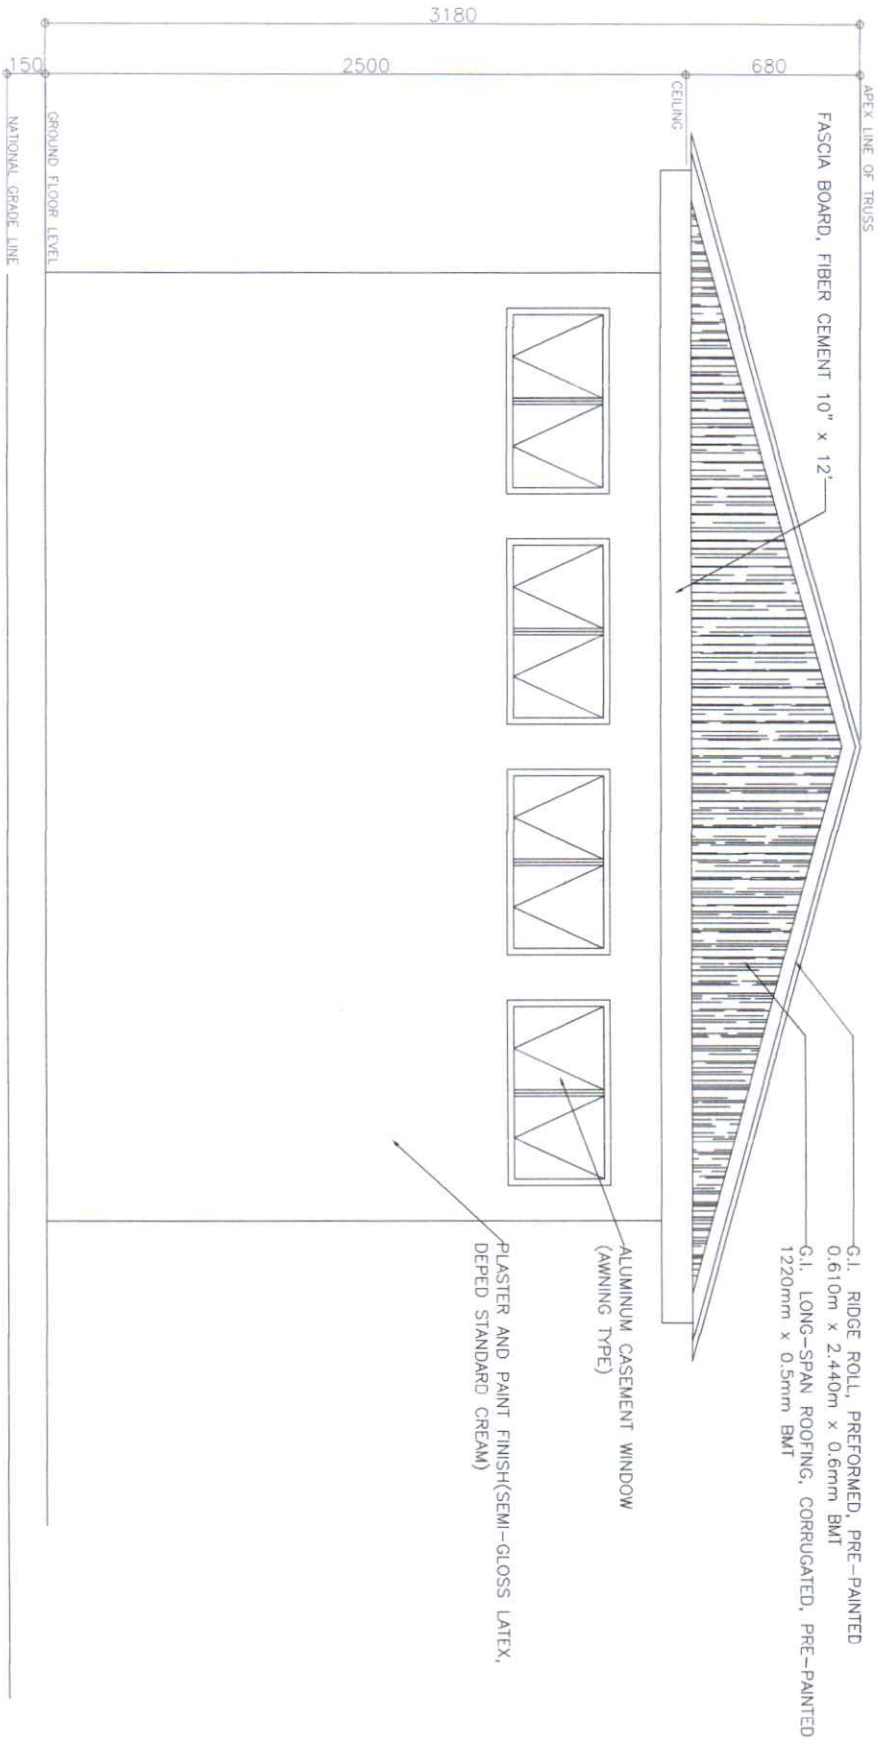 APEX LINE OF TRUSS
FASCIA BOARD, FIBER CEMENT 10" x 12'
G.I. RIDGE ROLL, PREFORMED, PRE-PAINTED
0.610m x 2.440m x 0.6mm BMT
G.I. LONG-SPAN ROOFING, CORRUGATED, PRE-PAINTED
1220mm x 0.5mm BMT
680
CEILING
3180
2500
ALUMINUM CASEMENT WINDOW
(AWNING TYPE)
PLASTER AND PAINT FINISH(SEMI-GLOSS LATEX,
DEPED STANDARD CREAM)
GROUND FLOOR LEVEL
150
NATIONAL GRADE LINE